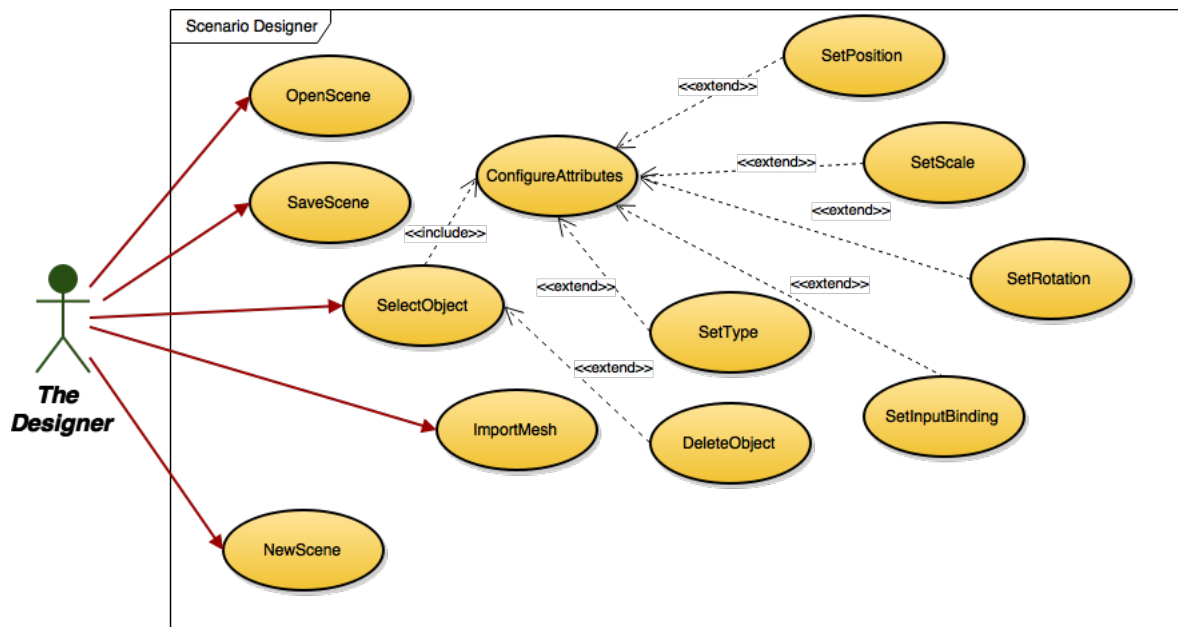 Scenario Designer
SetPosition
OpenScene
<<extend>>
SetScale
<<extend>>
ConfigureAttributes
SaveScene
<<extend>>
<<include>>
SetRotation
<<extend>>
<<extend>>
SelectObject
SetType
<<extend>>
The
Designer
SetInputBinding
ImportMesh
DeleteObject
NewScene